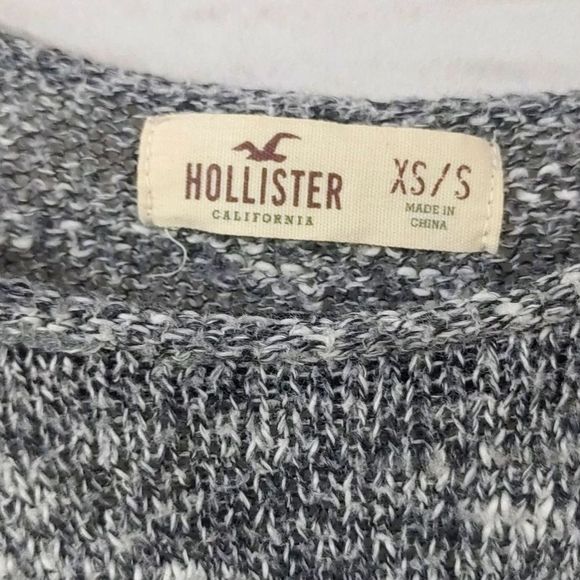 HOLLISTER
CALIFORNIA
XS/S
MADE IN
CHINA